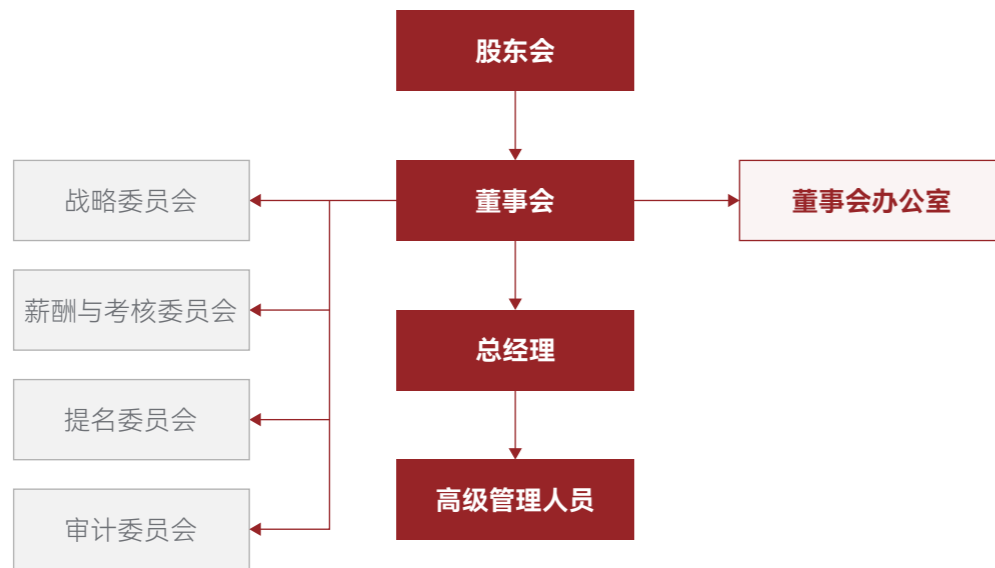 股东会
战略委员会
董事会
董事会办公室
薪酬与考核委员会
总经理
提名委员会
高级管理人员
审计委员会